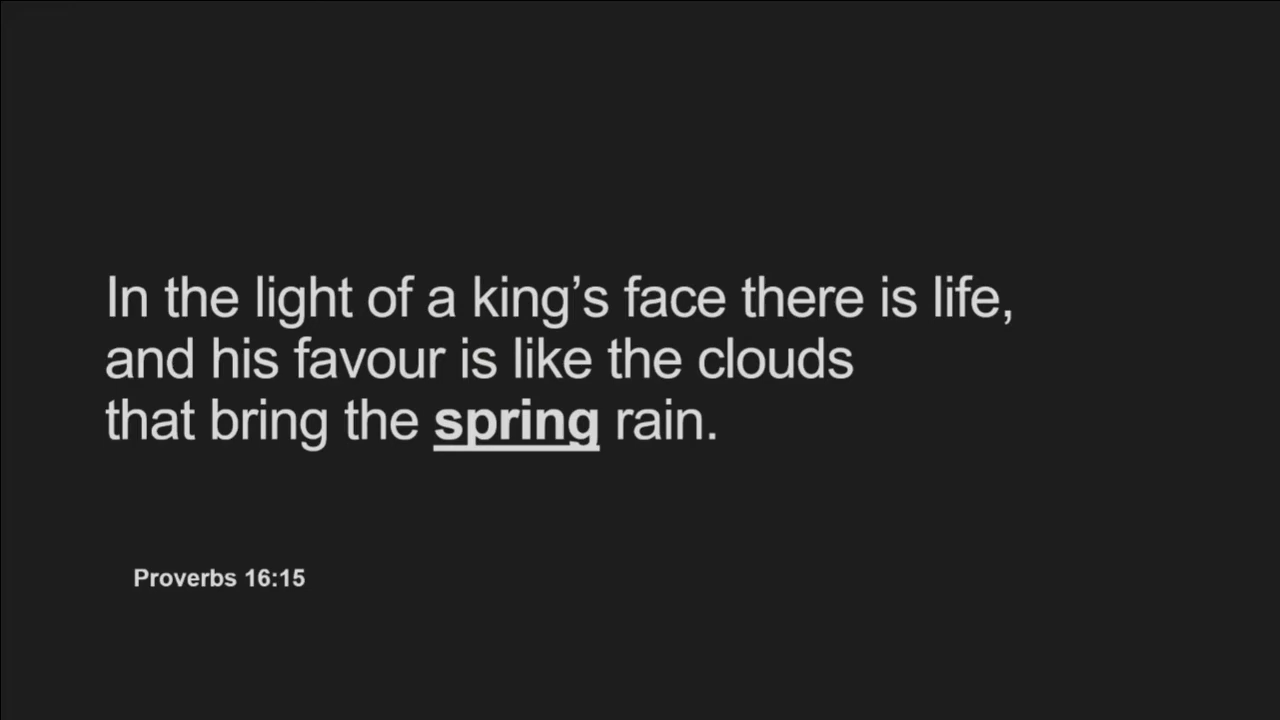 In the light of a king’s face there is life,
and his favour is like the clouds
that bring the spring rain.
Proverbs 16:15